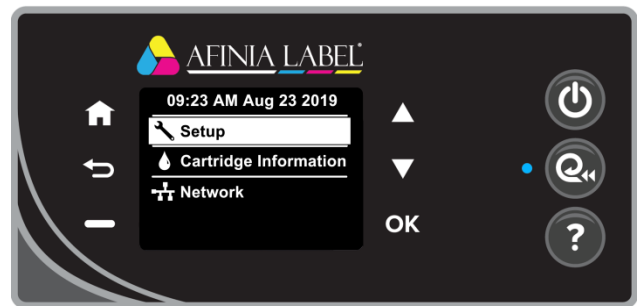 AFINIA LABEL
09:23 AM Aug 23 2019
Setup
Cartridge Information
Network
OK
?